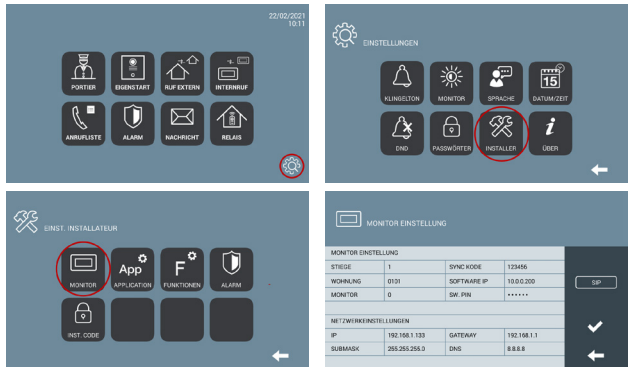 22/02/2021
10:11
PORTIER EIGENSTART RUF EXTERN INTERNRUF
ANRUFLISTE ALARM NACHRICHT RELAIS
EINSTELLUNGEN
15
KLINGELTON MONITOR SPRACHE DATUM/ZEIT
i
DND PASSWÖRTER INSTALLER ÜBER
EINST. INSTALLATEUR
App F
MONITOR APPLICATION FUNKTIONEN ALARM
INST. CODE
MONITOR EINSTELLUNG
MONITOR EINSTELLUNG
STIEGE 1 SYNC KODE 123456
WOHNUNG 0101 SOFTWARE IP 10.0.0.200 SIP
MONITOR 0 SW. PIN ••••••
NETZWERKEINSTELLUNGEN
IP 192.168.1.133 GATEWAY 192.168.1.1
SUBMASK 255.255.255.0 DNS 8.8.8.8